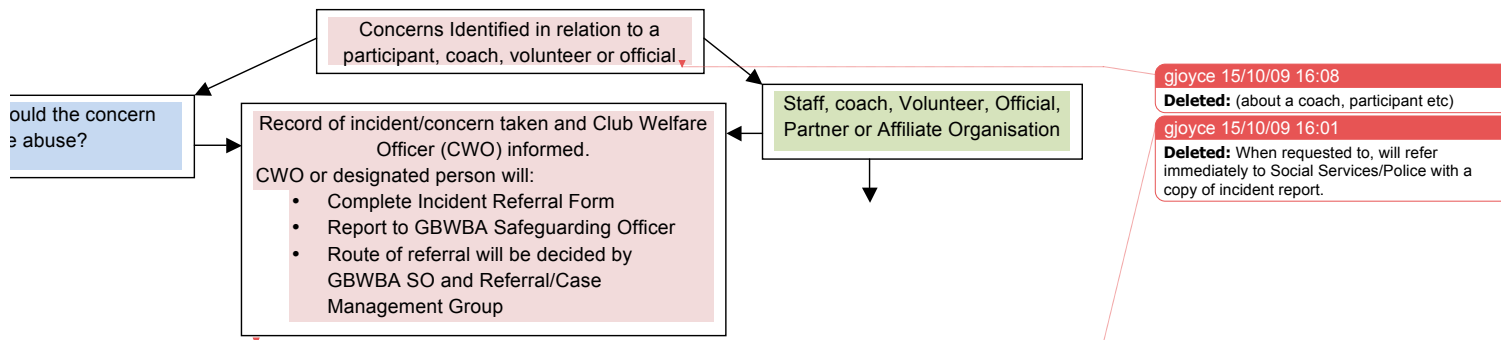 Concerns Identified in relation to a
participant, coach, volunteer or official
ould the concern
e abuse?
Record of incident/concern taken and Club Welfare
Officer (CWO) informed.
CWO or designated person will:
• Complete Incident Referral Form
• Report to GBWBA Safeguarding Officer
• Route of referral will be decided by
GBWBA SO and Referral/Case
Management Group
Staff, coach, Volunteer, Official,
Partner or Affiliate Organisation
gjoyce 15/10/09 16:08
Deleted: (about a coach, participant etc)
gjoyce 15/10/09 16:01
Deleted: When requested to, will refer
immediately to Social Services/Police with a
copy of incident report.